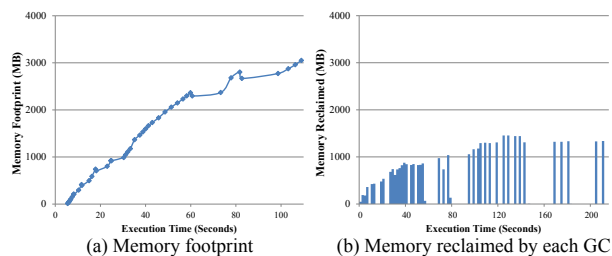 4000
3000
2000
1000
0
Memory Footprint (MB)
0 20 40 60 80 100
Execution Time (Seconds)
(a) Memory footprint
4000
3000
2000
1000
0
Memory Reclaimed (MB)
0 40 80 120 160 200
Execution Time (Seconds)
(b) Memory reclaimed by each GC